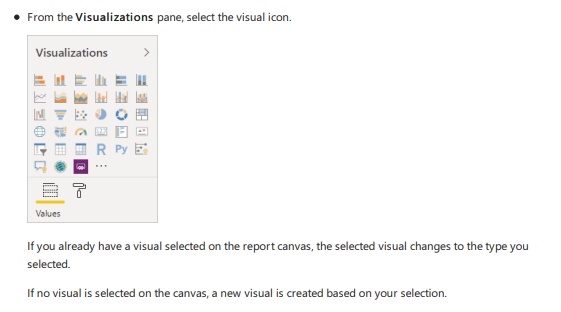 From the Visualizations pane, select the visual icon.
Visualizations
R Py
Values
If you already have a visual selected on the report canvas, the selected visual changes to the type you
selected.
If no visual is selected on the canvas, a new visual is created based on your selection.